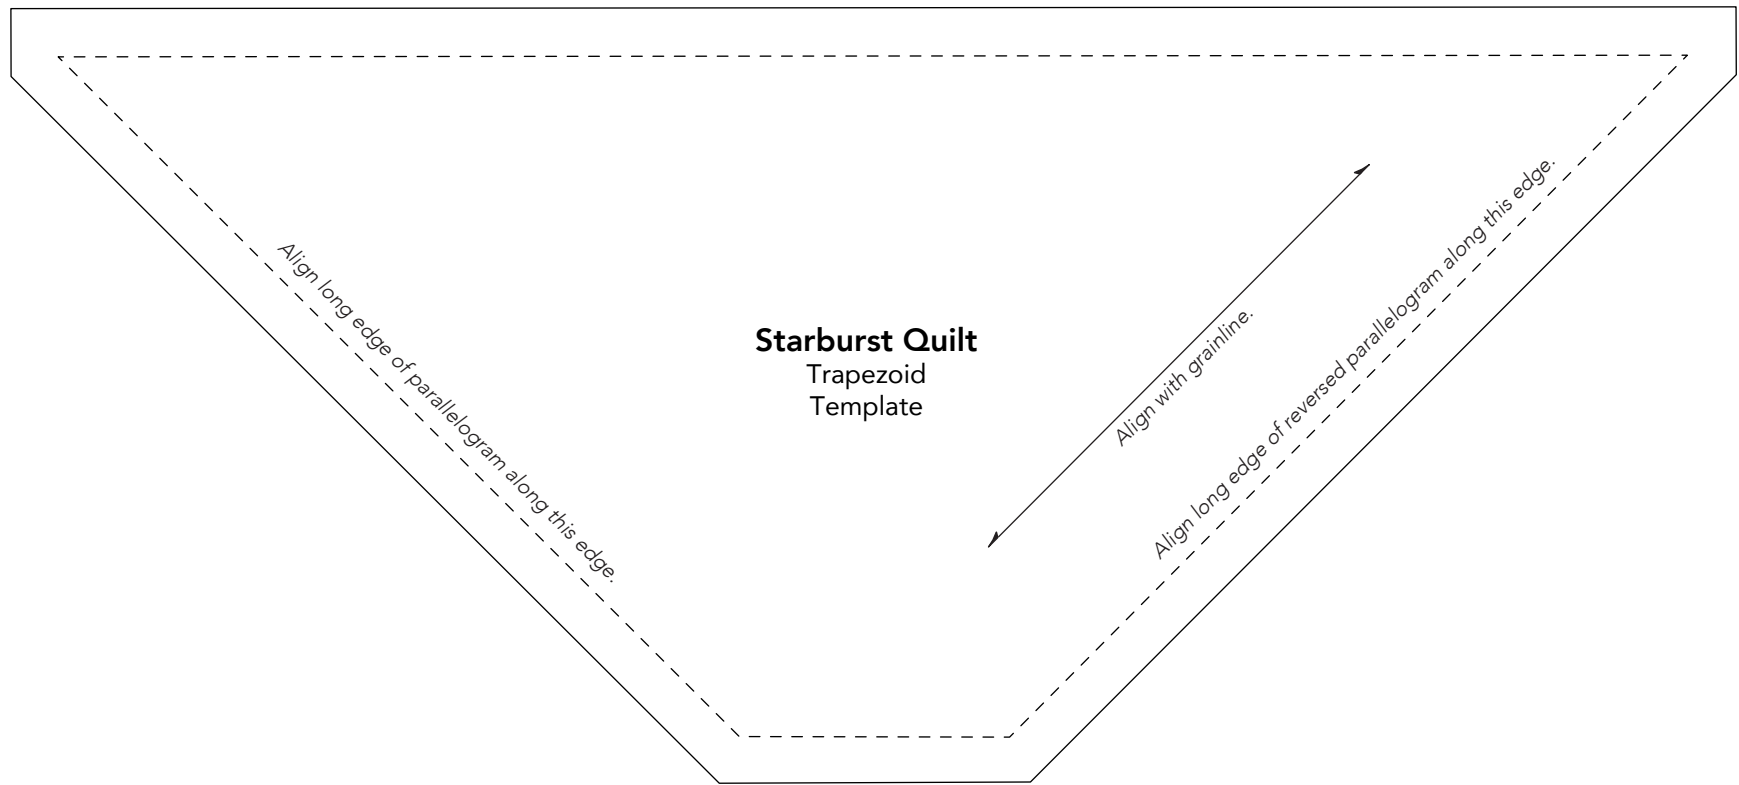 Starburst Quilt
Trapezoid
Template
Align long edge of parallelogram along this edge.
Align with grainline.
Align long edge of reversed parallelogram along this edge.